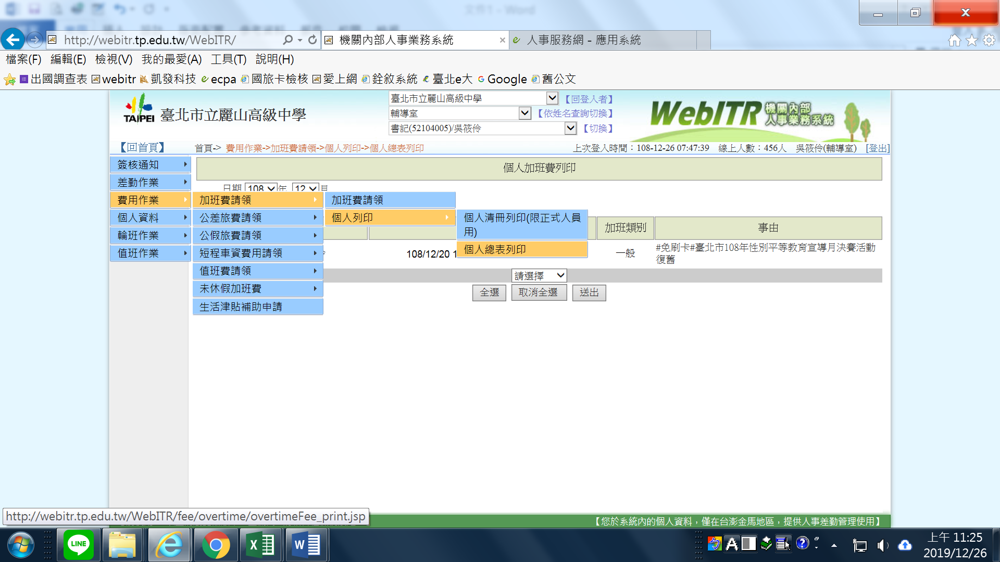 文件1 - Word
http://webitr.tp.edu.tw/WebITR/
機關內部人事業務系統
人事服務網 - 應用系統
檔案(F) 編輯(E) 檢視(V) 我的最愛(A) 工具(T) 說明(H)
出國調查表 webitr 凱發科技 ecpa 國旅卡檢核 愛上網 銓敘系統 臺北e大 Google 舊公文
TAIPEI 臺北市立麗山高級中學
臺北市立麗山高級中學 【回登入者】
輔導室 【依姓名查詢切換】
書記(52104005)/吳筱伶 【切換】
WebITR 機關內部人事業務系統
【回首頁】 首頁-> 費用作業->加班費請領->個人列印->個人總表列印 上次登入時間：108-12-26 07:47:39 線上人數：456人 吳筱伶(輔導室) [登出]
簽核通知
差勤作業
費用作業
個人資料
輪班作業
值班作業
個人加班費列印
日期 108 年 12 月
加班費請領
公差旅費請領
公假旅費請領
短程車資費用請領
值班費請領
未休假加班費
生活津貼補助申請
加班費請領
個人列印
個人清冊列印(限正式人員用)
個人總表列印
加班類別 事由
108/12/20 1 一般 #免刷卡#臺北市108年性別平等教育宣導月決賽活動復舊
請選擇
全選 取消全選 送出
http://webitr.tp.edu.tw/WebITR/fee/overtime/overtimeFee_print.jsp
【您於系統內的個人資料，僅在台澎金馬地區，提供人事差勤管理使用】
LINE
上午 11:25
2019/12/26